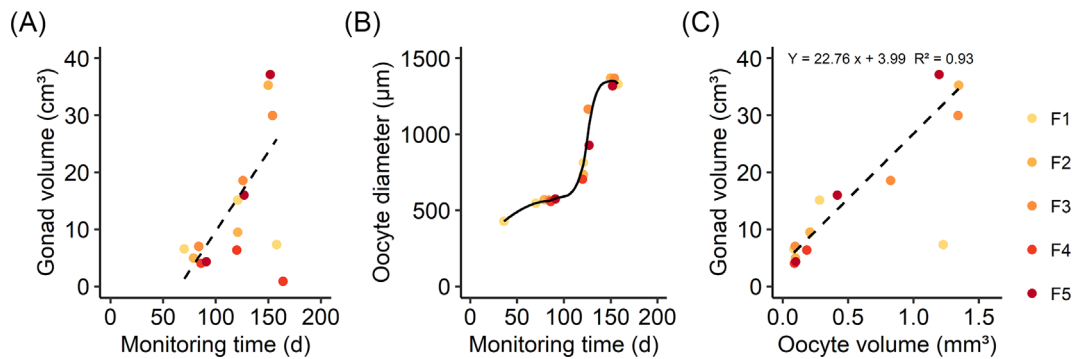 (A)
Gonad volume (cm³)
40
30
20
10
0
0 50 100 150 200
Monitoring time (d)
(B)
Oocyte diameter (μm)
1500
1000
500
0
0 50 100 150 200
Monitoring time (d)
(C)
Y = 22.76 x + 3.99 R² = 0.93
Gonad volume (cm³)
40
30
20
10
0
0.0 0.5 1.0 1.5
Oocyte volume (mm³)
F1
F2
F3
F4
F5